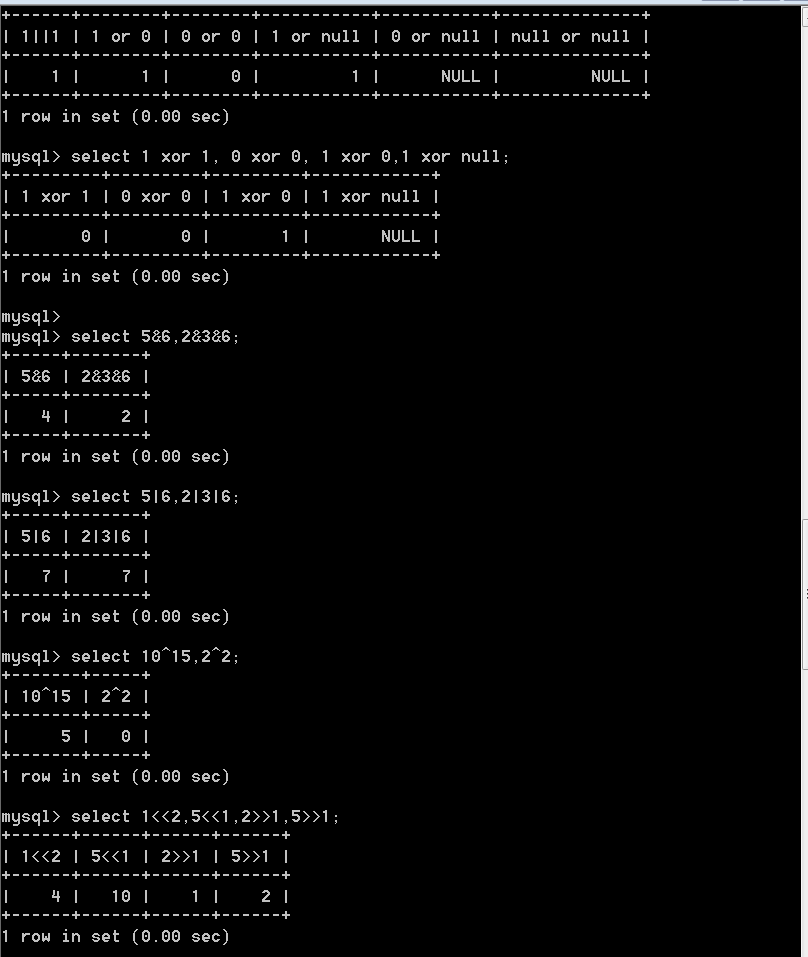 +------+--------+--------+-----------+-----------+--------------+
| 1||1 | 1 or 0 | 0 or 0 | 1 or null | 0 or null | null or null |
+------+--------+--------+-----------+-----------+--------------+
|    1 |      1 |      0 |         1 |      NULL |         NULL |
+------+--------+--------+-----------+-----------+--------------+
1 row in set (0.00 sec)
mysql> select 1 xor 1, 0 xor 0, 1 xor 0,1 xor null;
+---------+---------+---------+------------+
| 1 xor 1 | 0 xor 0 | 1 xor 0 | 1 xor null |
+---------+---------+---------+------------+
|       0 |       0 |       1 |       NULL |
+---------+---------+---------+------------+
1 row in set (0.00 sec)
mysql>
mysql> select 5&6,2&3&6;
+-----+-------+
| 5&6 | 2&3&6 |
+-----+-------+
|   4 |     2 |
+-----+-------+
1 row in set (0.00 sec)
mysql> select 5|6,2|3|6;
+-----+-------+
| 5|6 | 2|3|6 |
+-----+-------+
|   7 |     7 |
+-----+-------+
1 row in set (0.00 sec)
mysql> select 10^15,2^2;
+-------+-----+
| 10^15 | 2^2 |
+-------+-----+
|     5 |   0 |
+-------+-----+
1 row in set (0.00 sec)
mysql> select 1<<2,5<<1,2>>1,5>>1;
+------+------+------+------+
| 1<<2 | 5<<1 | 2>>1 | 5>>1 |
+------+------+------+------+
|    4 |   10 |    1 |    2 |
+------+------+------+------+
1 row in set (0.00 sec)